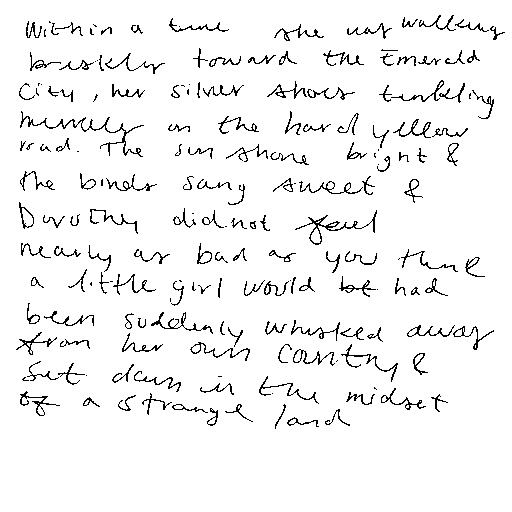 Within a time she was walking
briskly toward the Emerald
City, her silver shoes tinkling
merrily on the hard yellow
road. The sun shone bright &
the birds sang sweet &
Dorothy did not feel
nearly as bad as you think
a little girl would be had
been suddenly whisked away
from her own country &
set down in the midset
of a strange land